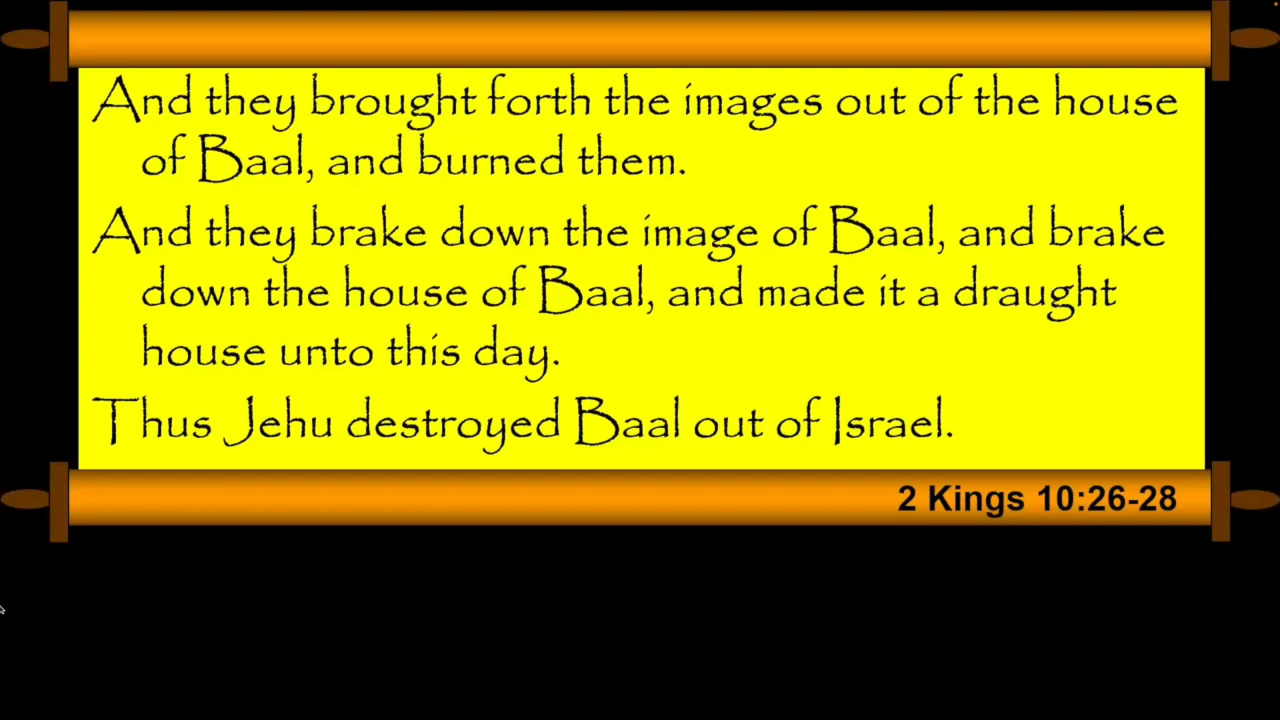 And they brought forth the images out of the house
of Baal, and burned them.
And they brake down the image of Baal, and brake
down the house of Baal, and made it a draught
house unto this day.
Thus Jehu destroyed Baal out of Israel.
2 Kings 10:26-28